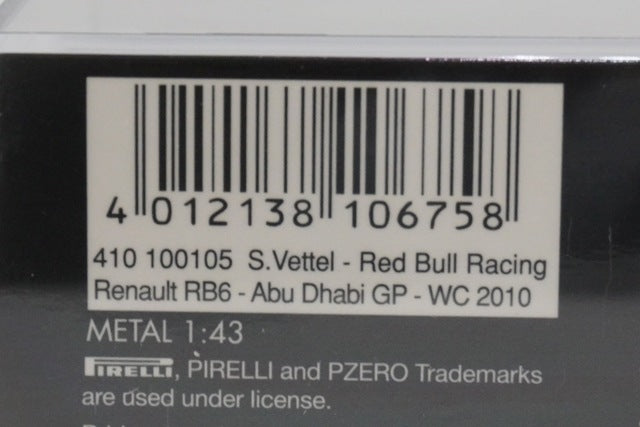 4 012138 106758
410 100105 S.Vettel - Red Bull Racing
Renault RB6 - Abu Dhabi GP - WC 2010
METAL 1:43
PIRELLI, PIRELLI and PZERO Trademarks
are used under license.